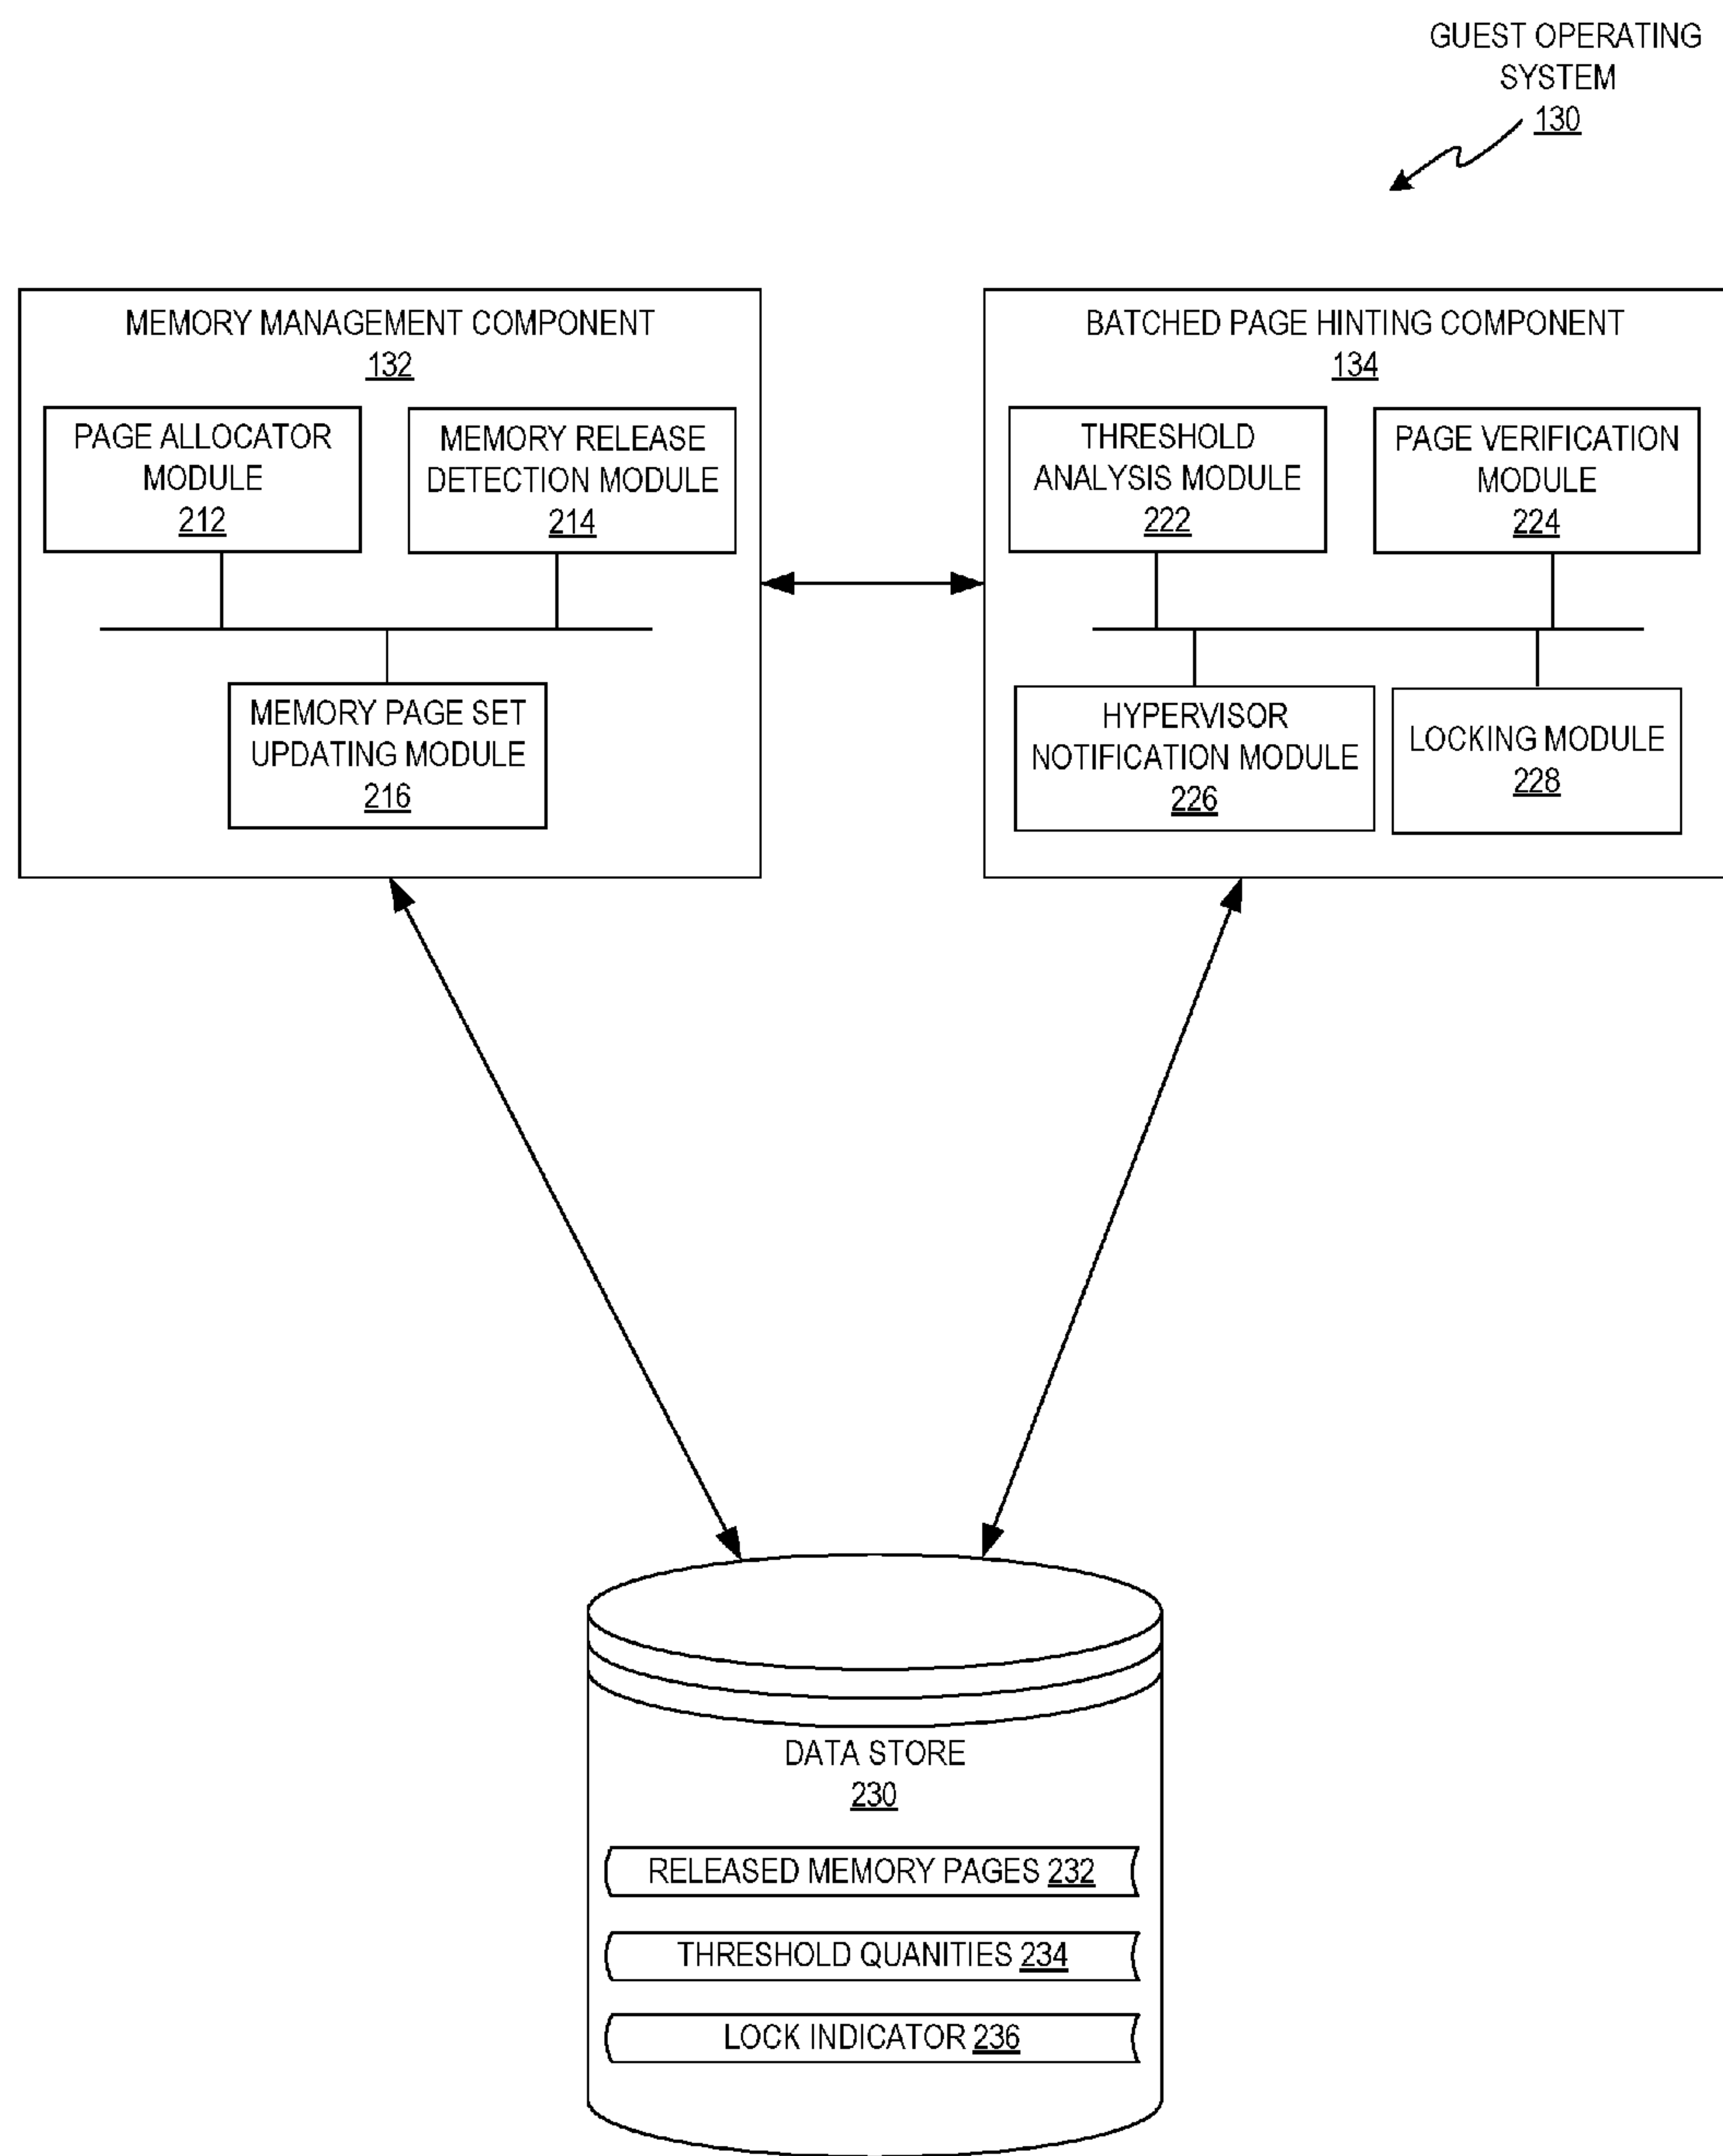 GUEST OPERATING
SYSTEM
130
MEMORY MANAGEMENT COMPONENT
132
PAGE ALLOCATOR
MODULE
212
MEMORY RELEASE
DETECTION MODULE
214
MEMORY PAGE SET
UPDATING MODULE
216
BATCHED PAGE HINTING COMPONENT
134
THRESHOLD
ANALYSIS MODULE
222
PAGE VERIFICATION
MODULE
224
HYPERVISOR
NOTIFICATION MODULE
226
LOCKING MODULE
228
DATA STORE
230
RELEASED MEMORY PAGES 232
THRESHOLD QUANITIES 234
LOCK INDICATOR 236